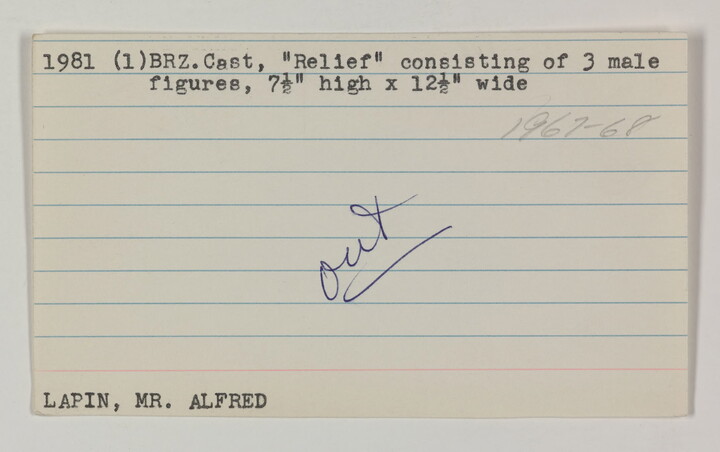 1981 (1)BRZ.Cast, "Relief" consisting of 3 male
figures, 7½" high x 12½" wide
1967-68
out
LAPIN, MR. ALFRED